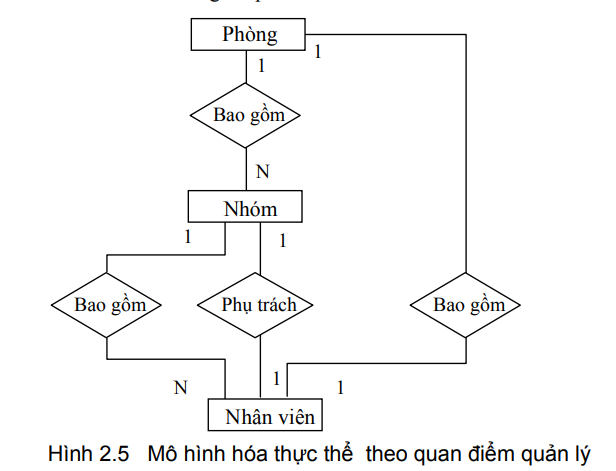 Phòng
1
1
Bao gồm
N
Nhóm
1
1
Bao gồm
Phụ trách
Bao gồm
N
1
1
Nhân viên
Hình 2.5 Mô hình hóa thực thể theo quan điểm quản lý